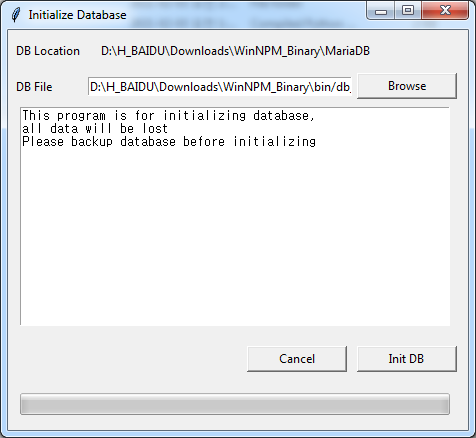 Initialize Database
DB Location D:\H_BAIDU\Downloads\WinNPM_Binary\MariaDB
DB File D:\H_BAIDU\Downloads\WinNPM_Binary\bin/db_ Browse
This program is for initializing database,
all data will be lost
Please backup database before initializing
Cancel Init DB